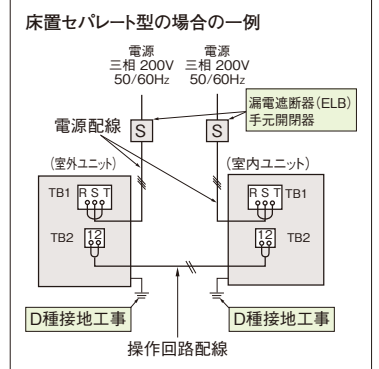 床置セパレート型の場合の一例
電源
三相 200V
50/60Hz
電源
三相 200V
50/60Hz
S
S
漏電遮断器(ELB)
手元開閉器
電源配線
(室外ユニット)
(室内ユニット)
TB1
R S T
R S T
TB1
TB2
12
12
TB2
D種接地工事
D種接地工事
操作回路配線